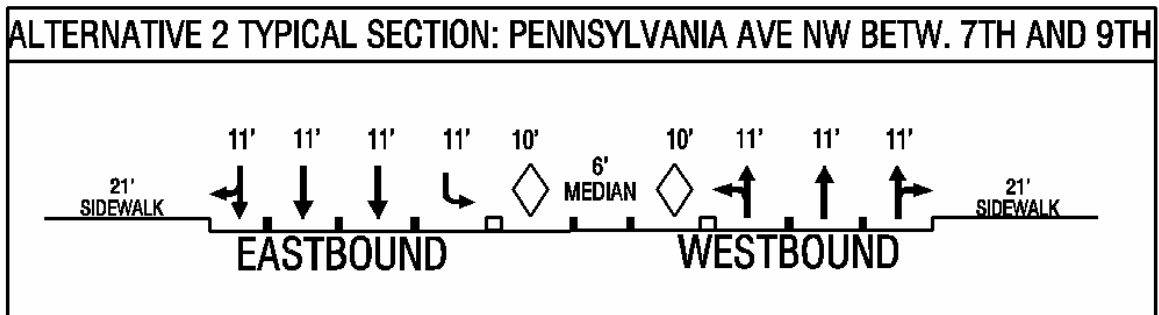 ALTERNATIVE 2 TYPICAL SECTION: PENNSYLVANIA AVE NW BETW. 7TH AND 9TH
11' 11' 11' 11' 10' 10' 11' 11' 11'
6'
MEDIAN
21'
SIDEWALK
21'
SIDEWALK
EASTBOUND
WESTBOUND